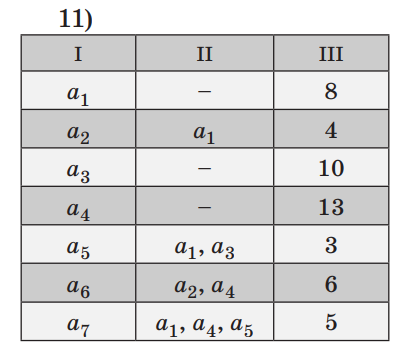 11)
I II III
a₁ – 8
a₂ a₁ 4
a₃ – 10
a₄ – 13
a₅ a₁, a₃ 3
a₆ a₂, a₄ 6
a₇ a₁, a₄, a₅ 5